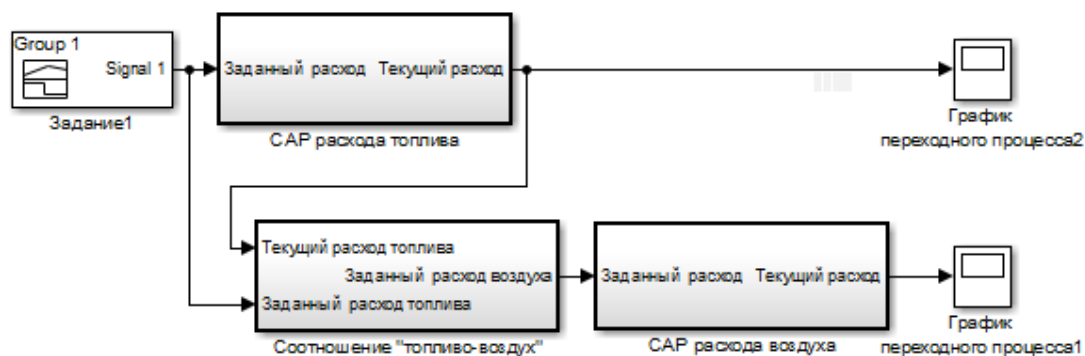 Group 1
Signal 1
Задание1
Заданный расход Текущий расход
САР расхода топлива
График
переходного процесса2
Текущий расход топлива
Заданный расход воздуха
Заданный расход топлива
Соотношение "топливо-воздух"
Заданный расход Текущий расход
САР расхода воздуха
График
переходного процесса1